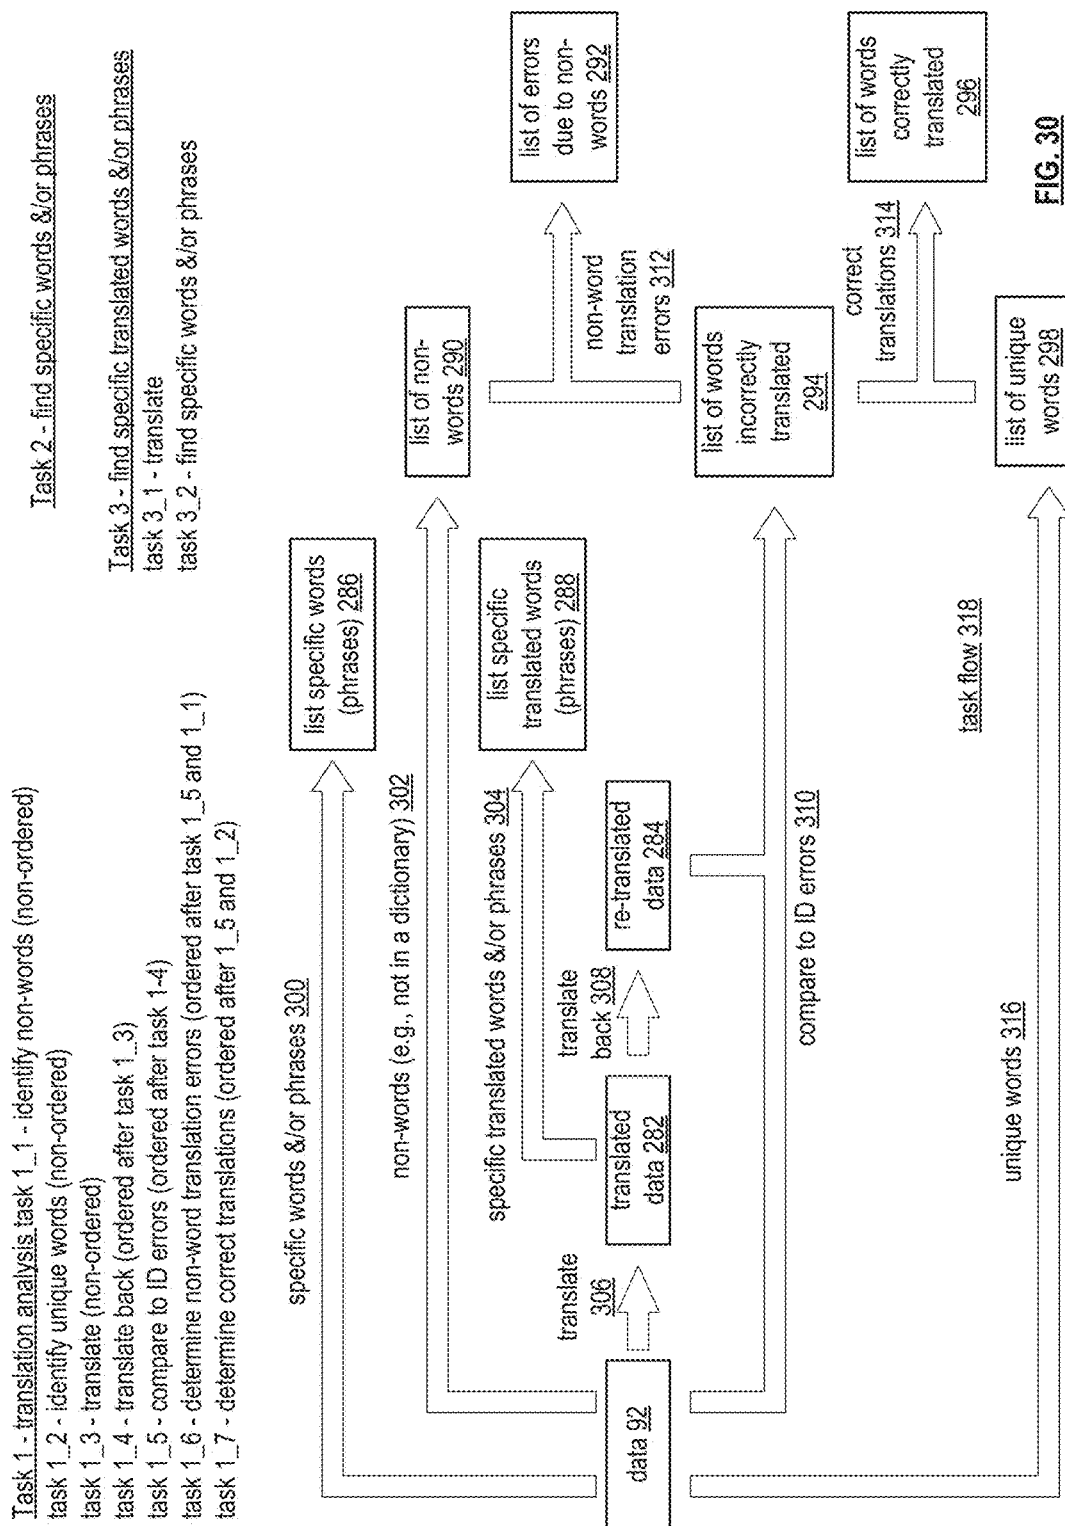 Task 1 - translation analysis task 1_1 - identify non-words (non-ordered)
task 1_2 - identify unique words (non-ordered)
task 1_3 - translate (non-ordered)
task 1_4 - translate back (ordered after task 1_3)
task 1_5 - compare to ID errors (ordered after task 1-4)
task 1_6 - determine non-word translation errors (ordered after task 1_5 and 1_1)
task 1_7 - determine correct translations (ordered after 1_5 and 1_2)
Task 2 - find specific words &/or phrases
Task 3 - find specific translated words &/or phrases
task 3_1 - translate
task 3_2 - find specific words &/or phrases
specific words &/or phrases 300
list specific words
(phrases) 286
non-words (e.g., not in a dictionary) 302
list of non-
words 290
specific translated words &/or phrases 304
list specific
translated words
(phrases) 288
list of errors
due to non-
words 292
non-word
translation
errors 312
data 92
translate
306
translated
data 282
translate
back 308
re-translated
data 284
compare to ID errors 310
list of words
incorrectly
translated
294
correct
translations 314
list of words
correctly
translated
296
unique words 316
list of unique
words 298
task flow 318
FIG. 30